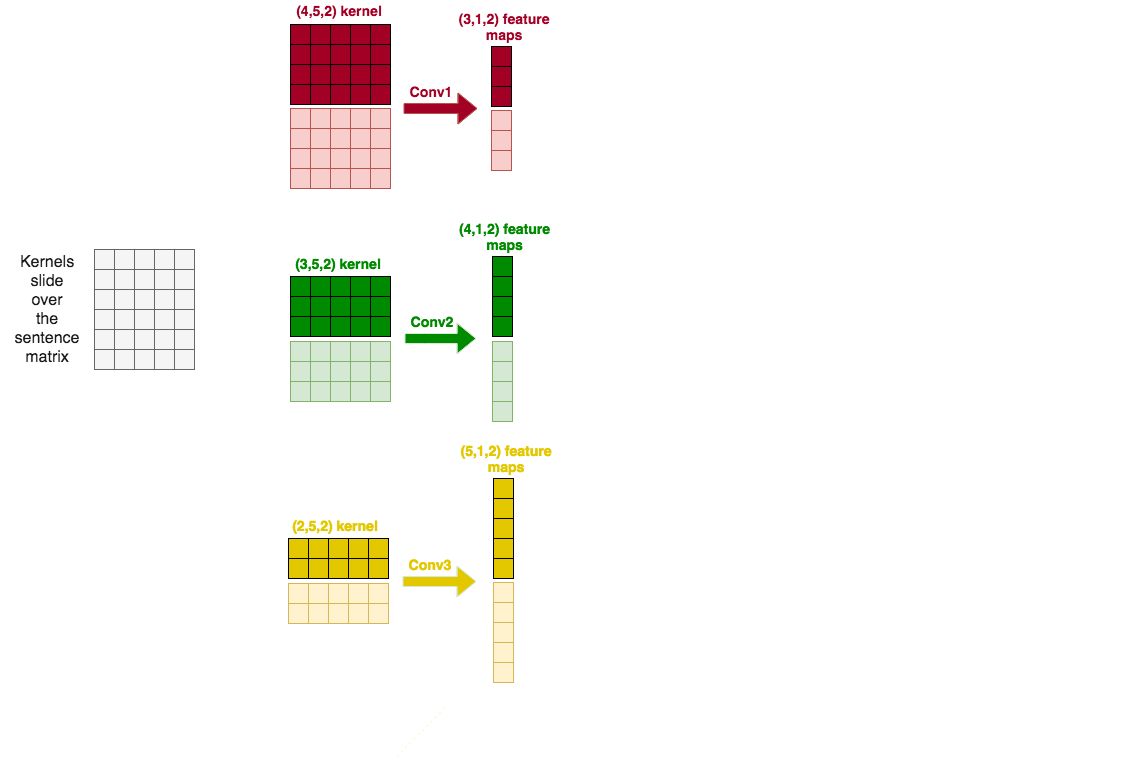 (4,5,2) kernel
(3,1,2) feature
maps
Conv1
Kernels
slide
over
the
sentence
matrix
(3,5,2) kernel
(4,1,2) feature
maps
Conv2
(2,5,2) kernel
(5,1,2) feature
maps
Conv3